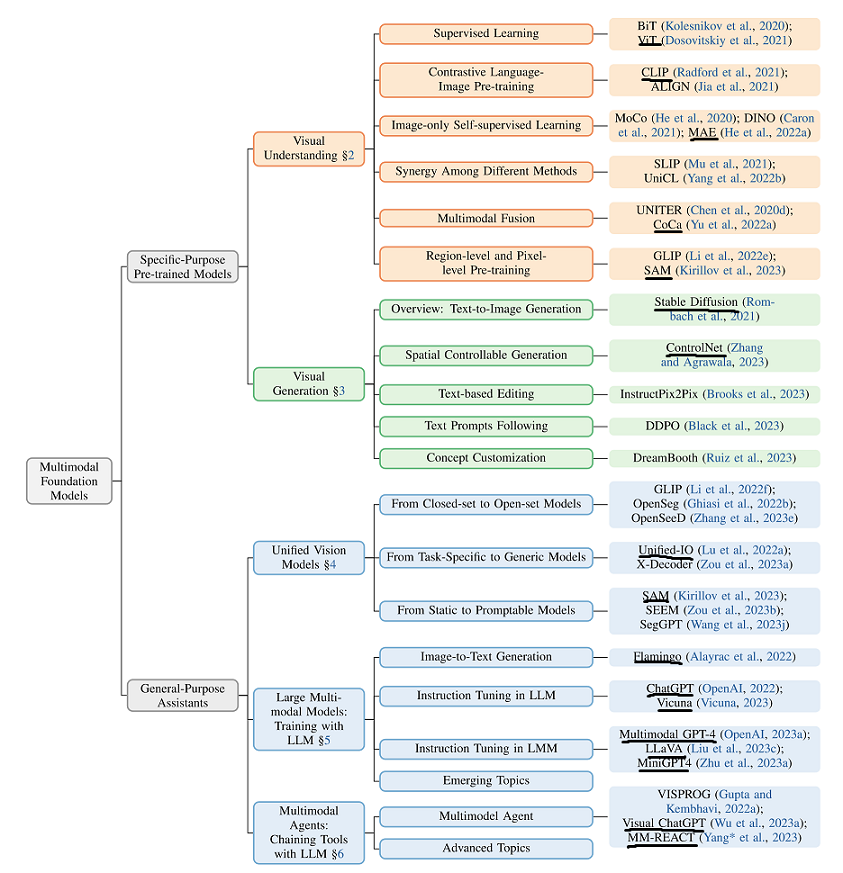 Multimodal
Foundation
Models
Specific-Purpose
Pre-trained Models
Visual
Understanding §2
Supervised Learning
BiT (Kolesnikov et al., 2020);
ViT (Dosovitskiy et al., 2021)
Contrastive Language-
Image Pre-training
CLIP (Radford et al., 2021);
ALIGN (Jia et al., 2021)
Image-only Self-supervised Learning
MoCo (He et al., 2020); DINO (Caron
et al., 2021); MAE (He et al., 2022a)
Synergy Among Different Methods
SLIP (Mu et al., 2021);
UniCL (Yang et al., 2022b)
Multimodal Fusion
UNITER (Chen et al., 2020d);
CoCa (Yu et al., 2022a)
Region-level and Pixel-
level Pre-training
GLIP (Li et al., 2022e);
SAM (Kirillov et al., 2023)
Visual
Generation §3
Overview: Text-to-Image Generation
Stable Diffusion (Rom-
bach et al., 2021)
Spatial Controllable Generation
ControlNet (Zhang
and Agrawala, 2023)
Text-based Editing
InstructPix2Pix (Brooks et al., 2023)
Text Prompts Following
DDPO (Black et al., 2023)
Concept Customization
DreamBooth (Ruiz et al., 2023)
General-Purpose
Assistants
Unified Vision
Models §4
From Closed-set to Open-set Models
GLIP (Li et al., 2022f);
OpenSeg (Ghiasi et al., 2022b);
OpenSeeD (Zhang et al., 2023e)
From Task-Specific to Generic Models
Unified-IO (Lu et al., 2022a);
X-Decoder (Zou et al., 2023a)
From Static to Promptable Models
SAM (Kirillov et al., 2023);
SEEM (Zou et al., 2023b);
SegGPT (Wang et al., 2023j)
Large Multi-
modal Models:
Training with
LLM §5
Image-to-Text Generation
Flamingo (Alayrac et al., 2022)
Instruction Tuning in LLM
ChatGPT (OpenAI, 2022);
Vicuna (Vicuna, 2023)
Instruction Tuning in LMM
Multimodal GPT-4 (OpenAI, 2023a);
LLaVA (Liu et al., 2023c);
MiniGPT4 (Zhu et al., 2023a)
Emerging Topics
Multimodal
Agents:
Chaining Tools
with LLM §6
Multimodel Agent
VISPROG (Gupta and
Kembhavi, 2022a);
Visual ChatGPT (Wu et al., 2023a);
MM-REACT (Yang* et al., 2023)
Advanced Topics